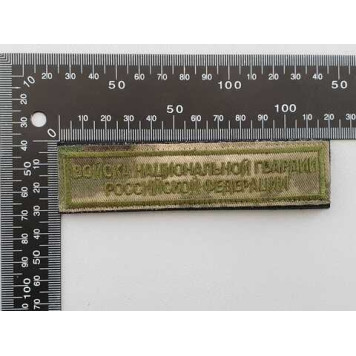 ВОЙСКА НАЦИОНАЛЬНОЙ ГВАРДИИ
РОССИЙСКОЙ ФЕДЕРАЦИИ